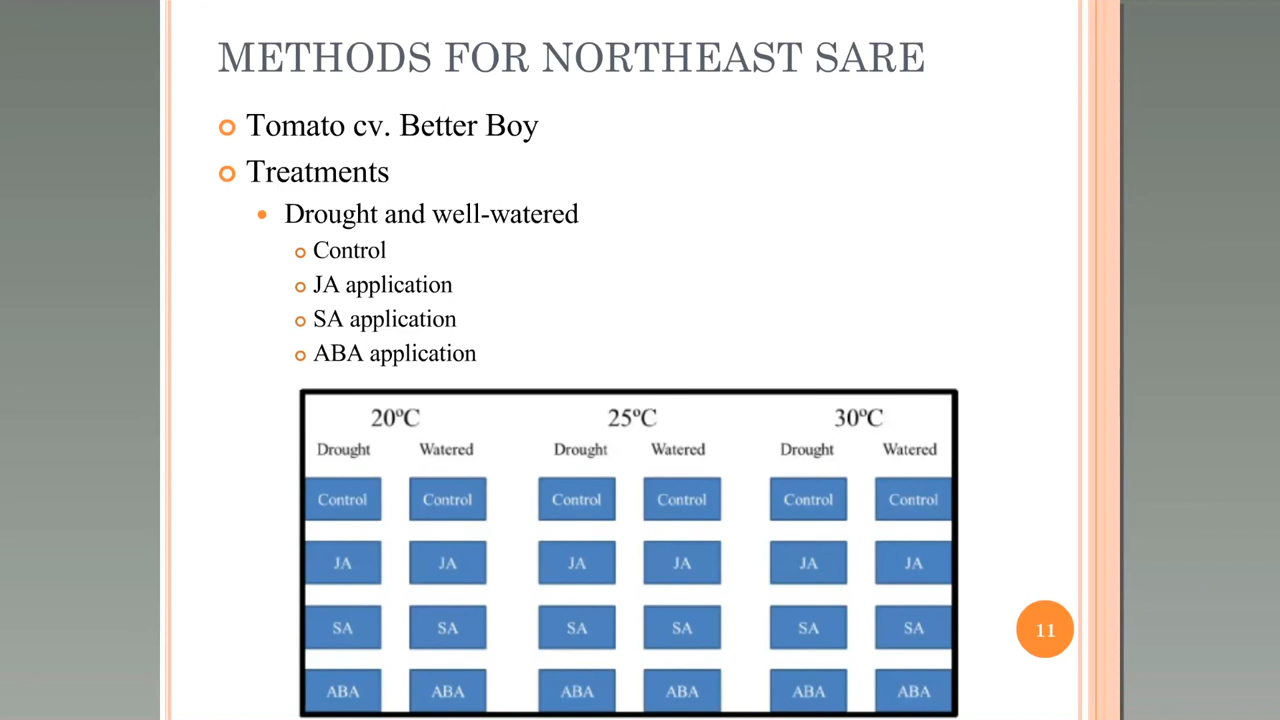 METHODS FOR NORTHEAST SARE
Tomato cv. Better Boy
Treatments
Drought and well-watered
Control
JA application
SA application
ABA application
20ºC 25ºC 30ºC
Drought Watered Drought Watered Drought Watered
Control Control Control Control Control Control
JA JA JA JA JA JA
SA SA SA SA SA SA
ABA ABA ABA ABA ABA ABA
11